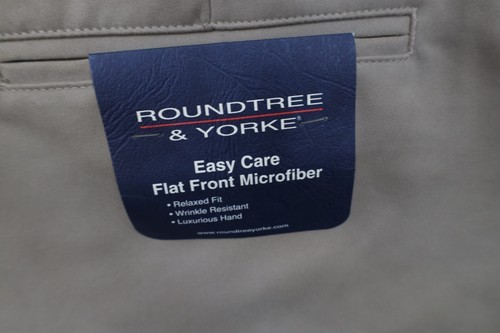 ROUNDTREE
& YORKE®
Easy Care
Flat Front Microfiber
• Relaxed Fit
• Wrinkle Resistant
• Luxurious Hand
www.roundtreeyorke.com